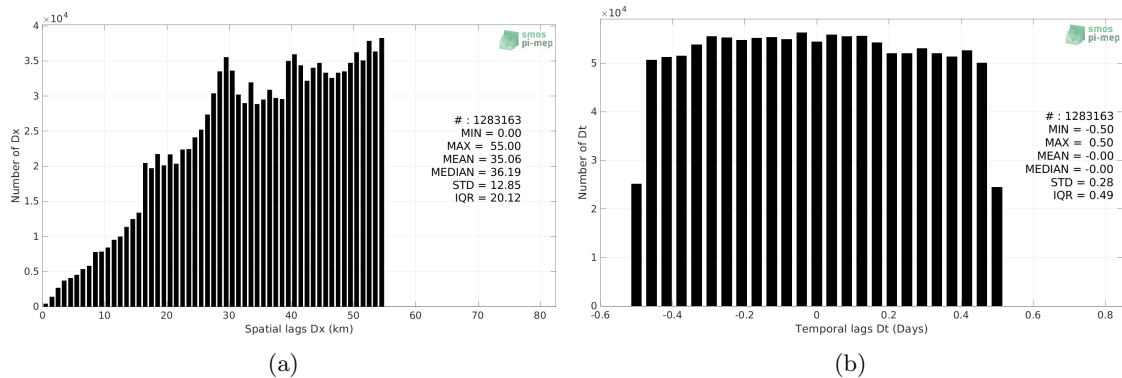 ×10⁴
4
3.5
3
2.5
2
1.5
1
0.5
0
Number of Dx
0 10 20 30 40 50 60 70 80
Spatial lags Dx (km)
smos
pi-mep
# : 1283163
MIN = 0.00
MAX = 55.00
MEAN = 35.06
MEDIAN = 36.19
STD = 12.85
IQR = 20.12
(a)
×10⁴
5
4
3
2
1
0
Number of Dt
-0.6 -0.4 -0.2 0 0.2 0.4 0.6 0.8
Temporal lags Dt (Days)
smos
pi-mep
# : 1283163
MIN = -0.50
MAX = 0.50
MEAN = -0.00
MEDIAN = -0.00
STD = 0.28
IQR = 0.49
(b)